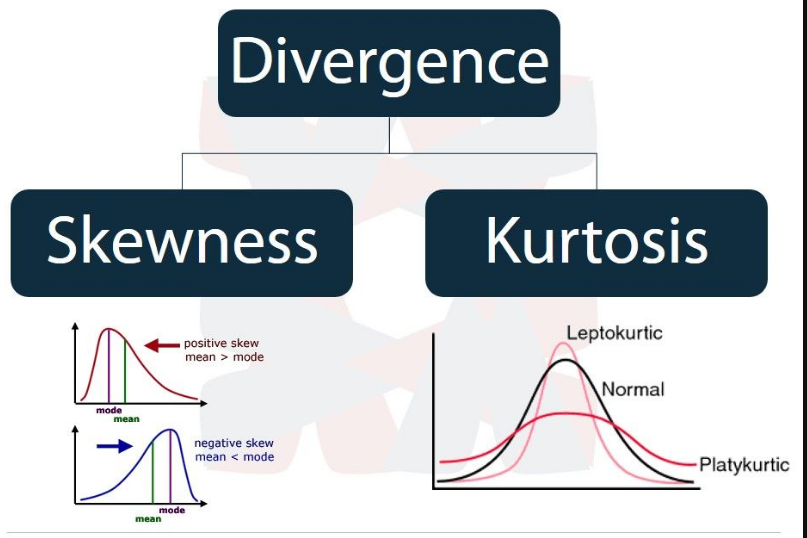 Divergence
Skewness
Kurtosis
positive skew
mean > mode
mode
mean
negative skew
mean < mode
mode
mean
Leptokurtic
Normal
Platykurtic